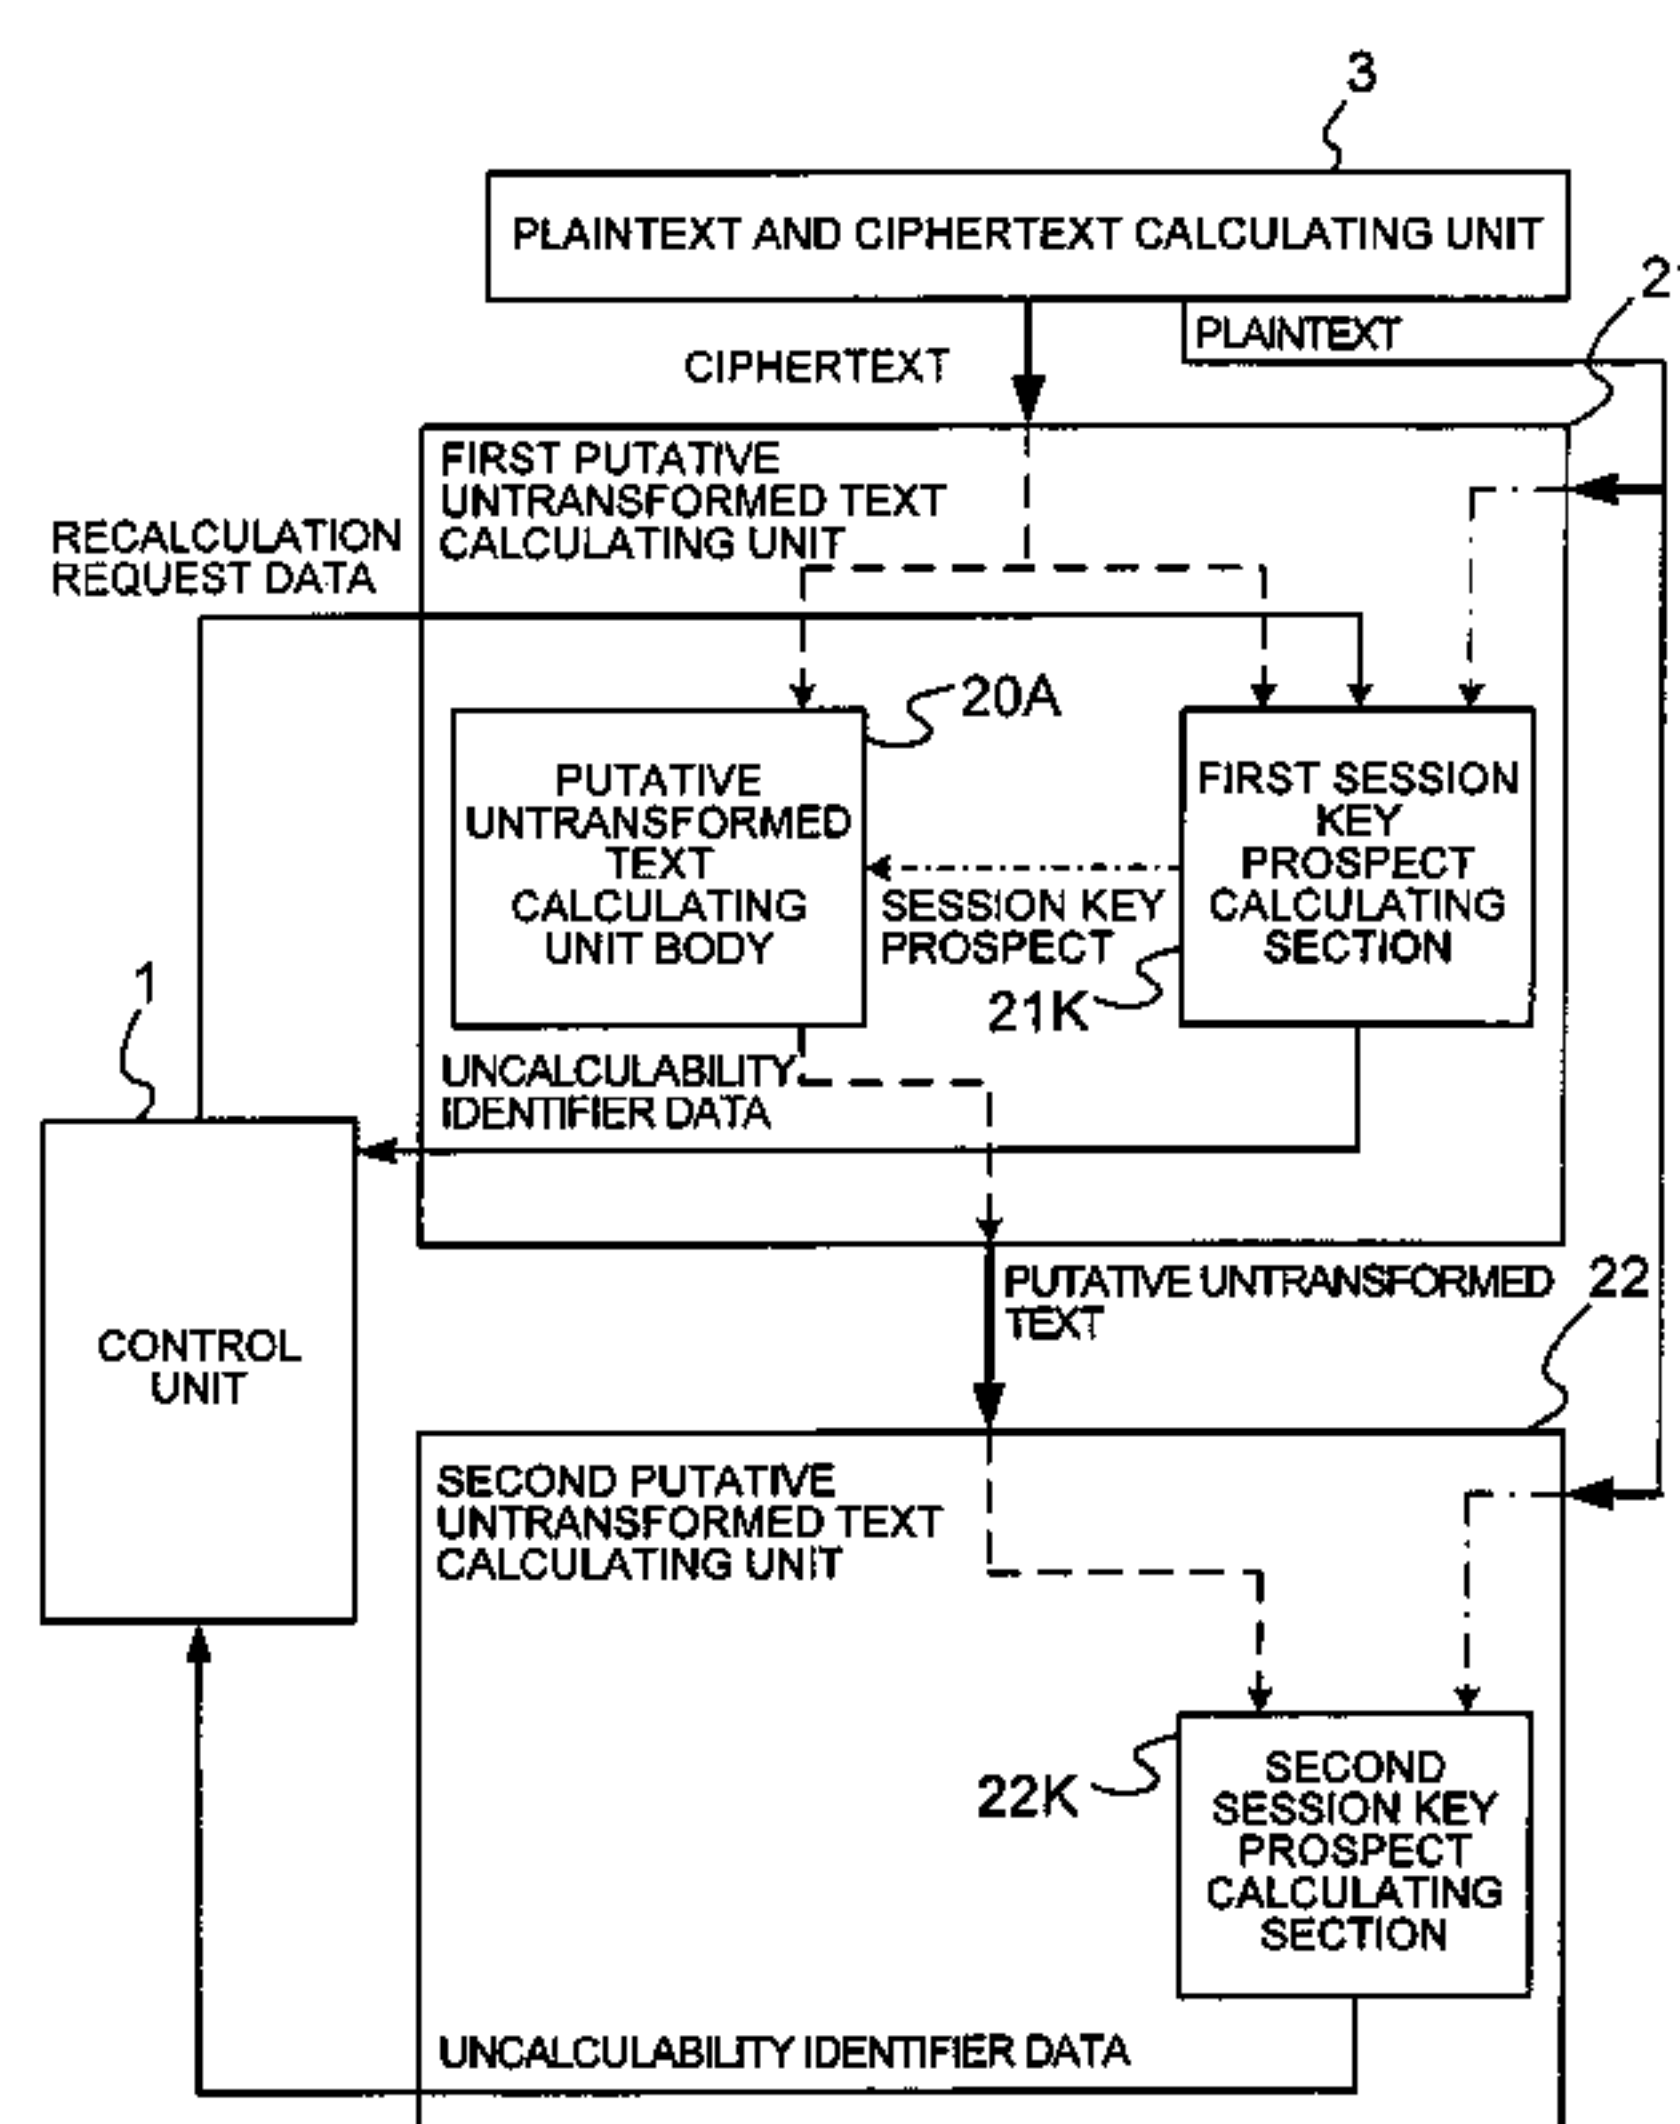 3
PLAINTEXT AND CIPHERTEXT CALCULATING UNIT
PLAINTEXT
CIPHERTEXT
FIRST PUTATIVE
UNTRANSFORMED TEXT
CALCULATING UNIT
RECALCULATION
REQUEST DATA
20A
PUTATIVE
UNTRANSFORMED
TEXT
CALCULATING
UNIT BODY
FIRST SESSION
KEY
PROSPECT
CALCULATING
SECTION
SESSION KEY
PROSPECT
21K
1
UNCALCULABILITY
IDENTIFIER DATA
CONTROL
UNIT
PUTATIVE UNTRANSFORMED
TEXT
22
SECOND PUTATIVE
UNTRANSFORMED TEXT
CALCULATING UNIT
22K
SECOND
SESSION KEY
PROSPECT
CALCULATING
SECTION
UNCALCULABILITY IDENTIFIER DATA